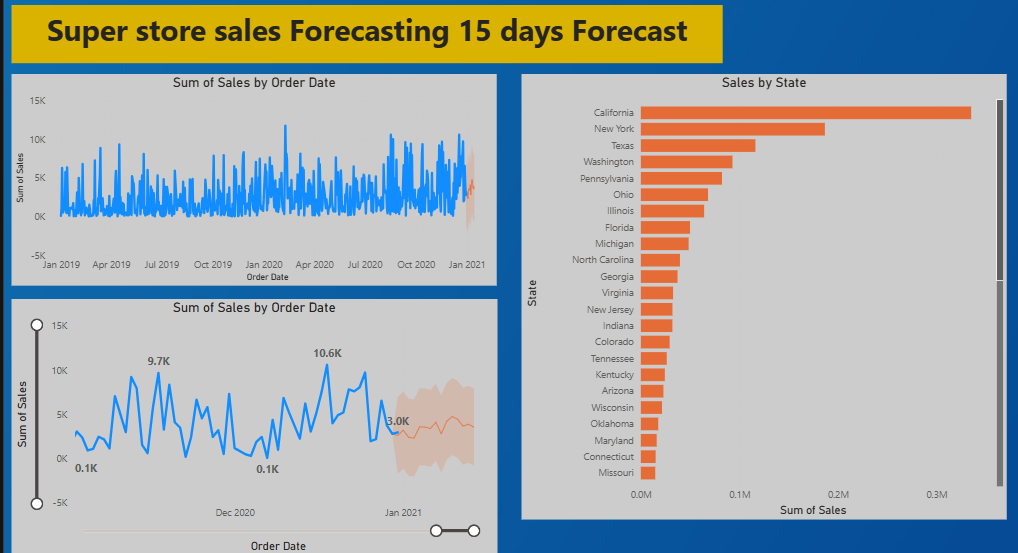 Super store sales Forecasting 15 days Forecast
Sum of Sales by Order Date
15K
10K
5K
0K
-5K
Sum of Sales
Jan 2019 Apr 2019 Jul 2019 Oct 2019 Jan 2020 Apr 2020 Jul 2020 Oct 2020 Jan 2021
Order Date
Sum of Sales by Order Date
15K
10K
5K
0K
-5K
Sum of Sales
0.1K
9.7K
0.1K
10.6K
3.0K
Dec 2020 Jan 2021
Order Date
Sales by State
State
California
New York
Texas
Washington
Pennsylvania
Ohio
Illinois
Florida
Michigan
North Carolina
Georgia
Virginia
New Jersey
Indiana
Colorado
Tennessee
Kentucky
Arizona
Wisconsin
Oklahoma
Maryland
Connecticut
Missouri
0.0M 0.1M 0.2M 0.3M
Sum of Sales